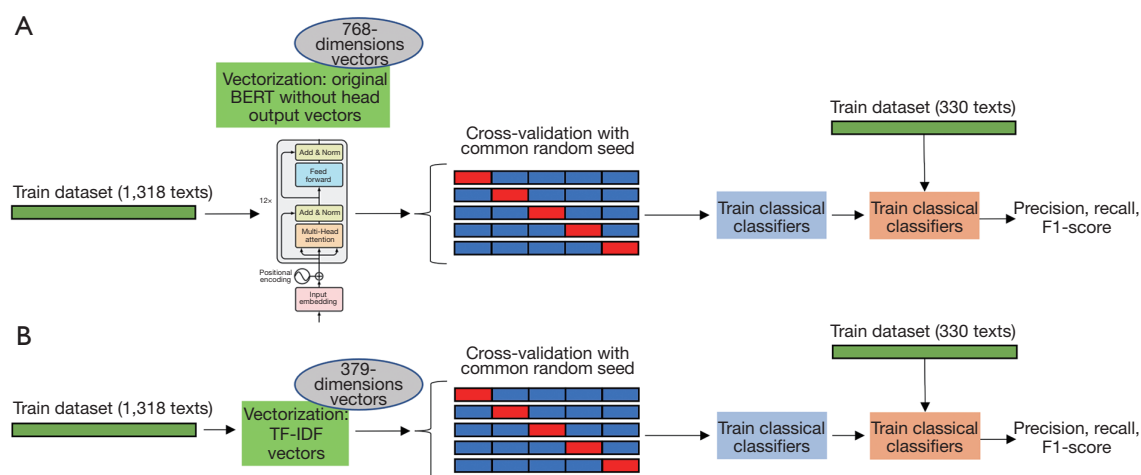 A
768-
dimensions
vectors
Vectorization: original
BERT without head
output vectors
Train dataset (1,318 texts)
12×
Add & Norm
Feed
forward
Add & Norm
Multi-Head
attention
Positional
encoding
Input
embedding
Cross-validation with
common random seed
Train classical
classifiers
Train dataset (330 texts)
Train classical
classifiers
Precision, recall,
F1-score
B
379-
dimensions
vectors
Train dataset (1,318 texts)
Vectorization:
TF-IDF
vectors
Cross-validation with
common random seed
Train classical
classifiers
Train dataset (330 texts)
Train classical
classifiers
Precision, recall,
F1-score